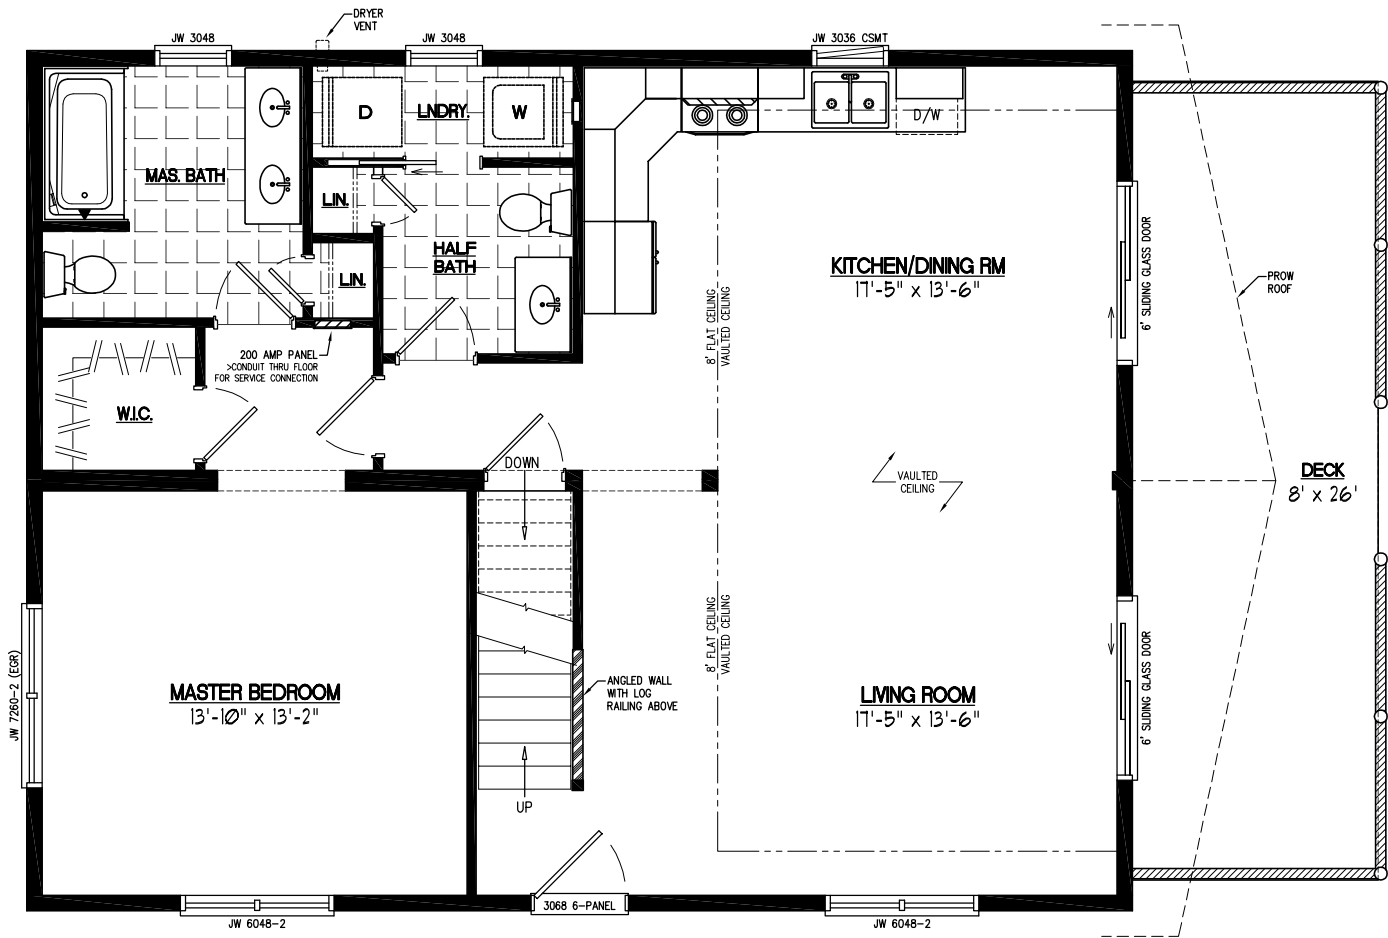 DRYER
VENT
JW 3048
JW 3048
JW 3036 CSMT
D
LNDRY.
W
D/W
MAS. BATH
LIN.
HALF
BATH
LIN.
KITCHEN/DINING RM
17'-5" x 13'-6"
6' SLIDING GLASS DOOR
PROW
ROOF
8' FLAT CEILING
VAULTED CEILING
200 AMP PANEL
>CONDUIT THRU FLOOR
FOR SERVICE CONNECTION
W.I.C.
DOWN
VAULTED
CEILING
DECK
8' x 26'
8' FLAT CEILING
VAULTED CEILING
JW 7260-2 (EGR)
MASTER BEDROOM
13'-10" x 13'-2"
ANGLED WALL
WITH LOG
RAILING ABOVE
LIVING ROOM
17'-5" x 13'-6"
6' SLIDING GLASS DOOR
UP
3068 6-PANEL
JW 6048-2
JW 6048-2